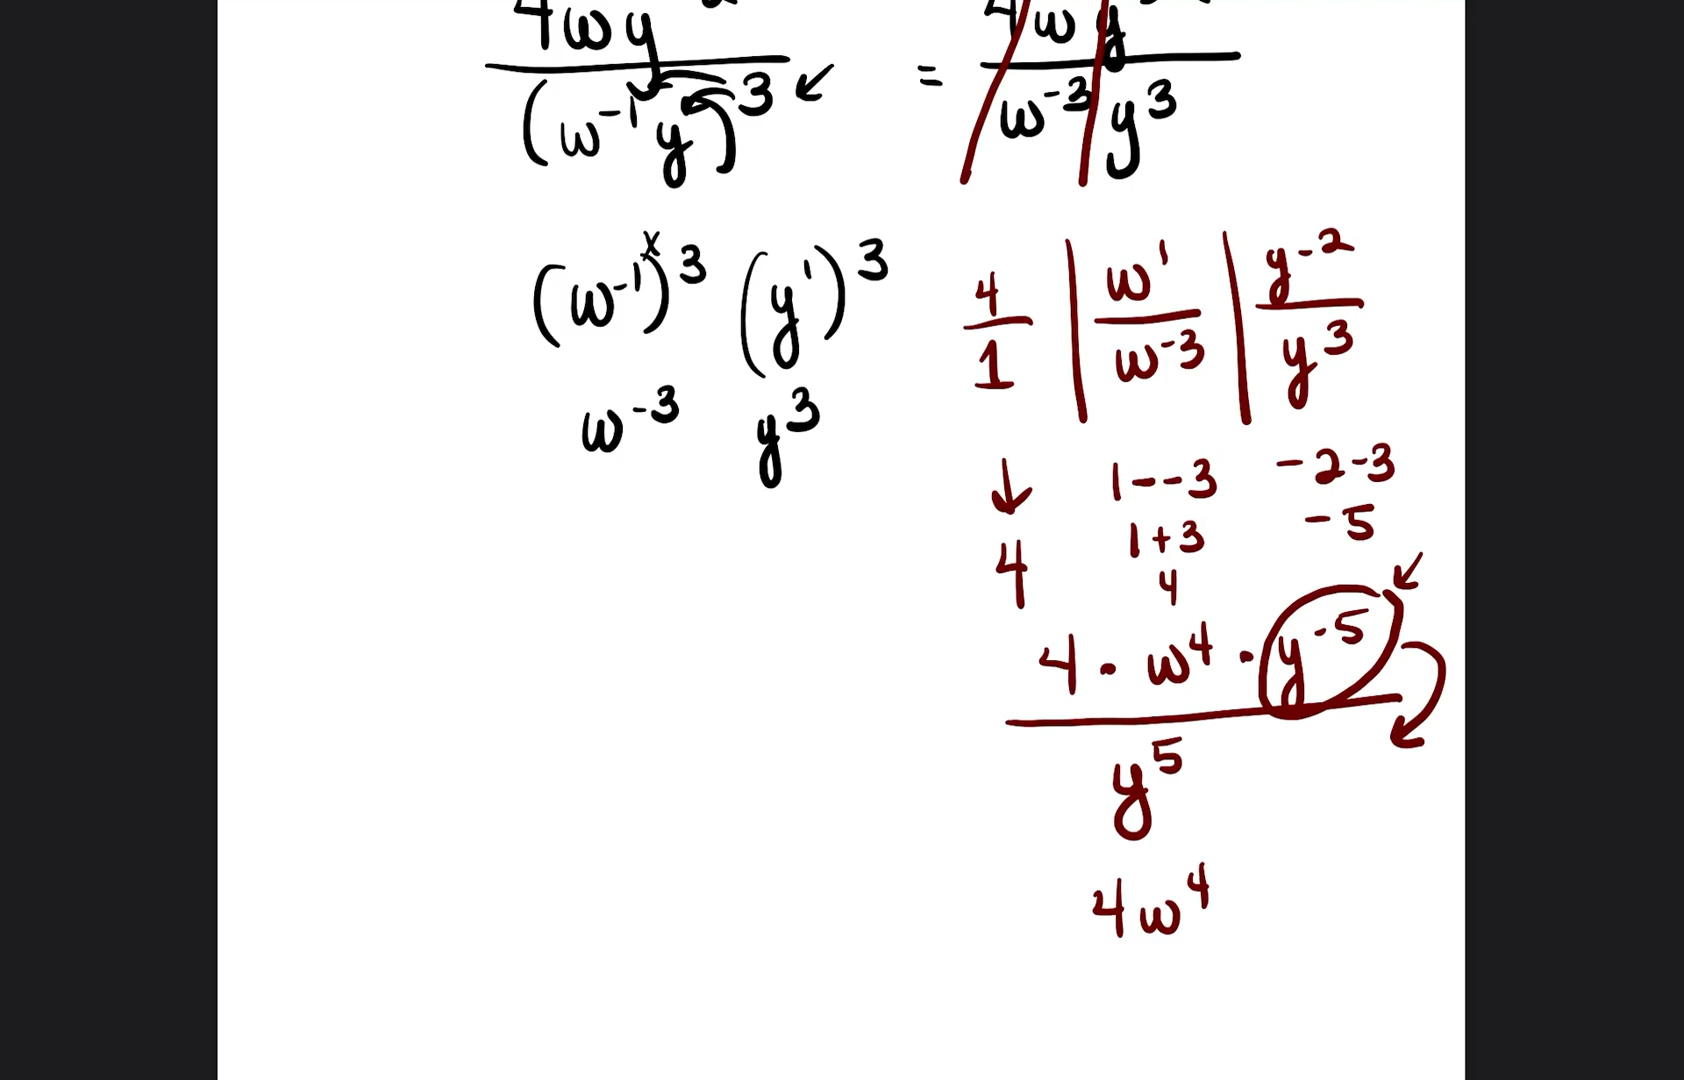 4wy
(w⁻¹y)³
= 4wy
w⁻³y³
(w⁻¹)ˣ³ (y¹)³
w⁻³ y³
4 | w¹ | y⁻²
1 | w⁻³ | y³
↓ 1--3 -2-3
1+3 -5
4 4
4 · w⁴ · y⁻⁵
y⁵
4w⁴